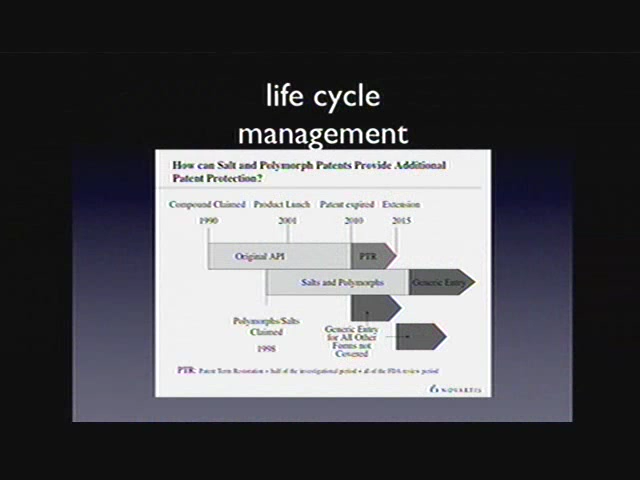 life cycle
management
How can Salt and Polymorph Patents Provide Additional
Patent Protection?
Compound Claimed Product Lunch Patent expired Extension
1990 2001 2010 2015
Original API PTR
Salts and Polymorphs Generic Entry
Polymorphs/Salts
Claimed
1998
Generic Entry
for All Other
Forms not
Covered
PTR: Patent Term Restoration = half of the investigational period + all of the FDA review period
NOVARTIS